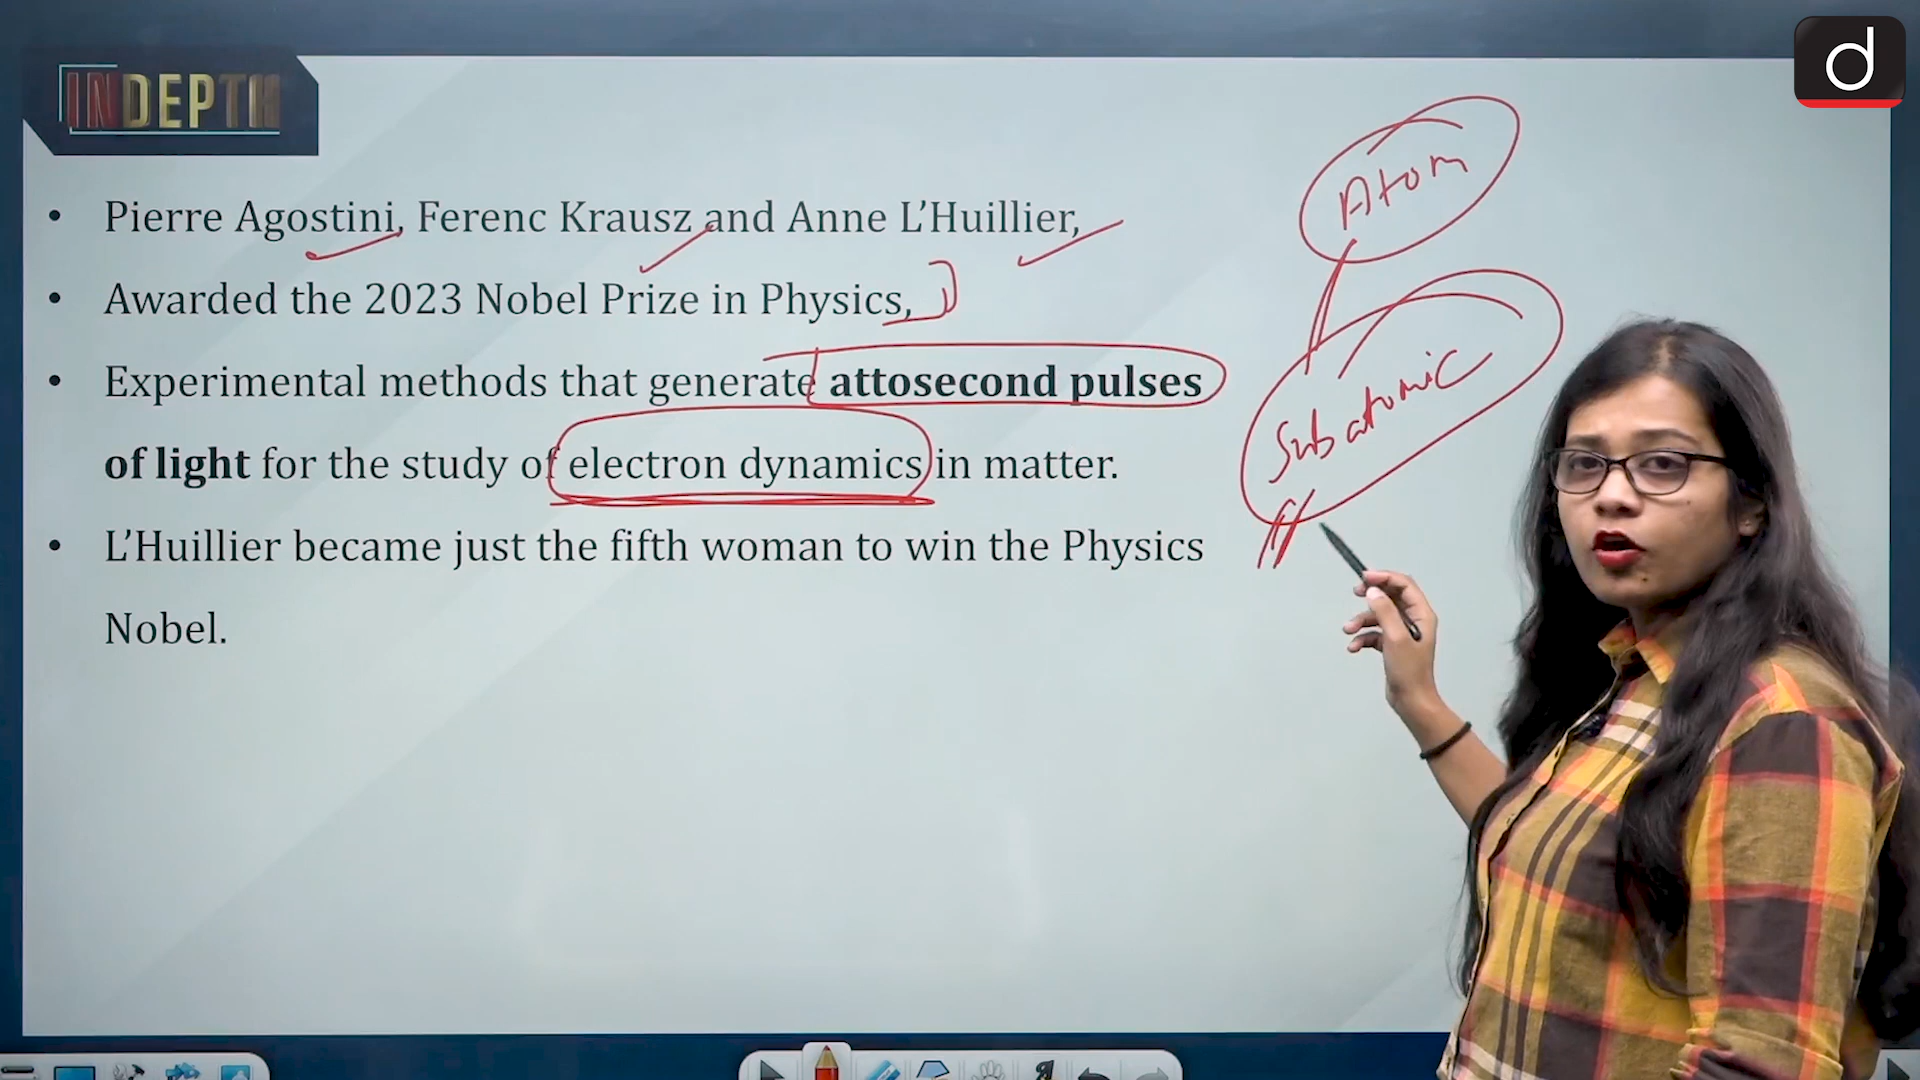 INDEPTH
d
• Pierre Agostini, Ferenc Krausz and Anne L’Huillier,
• Awarded the 2023 Nobel Prize in Physics,
• Experimental methods that generate attosecond pulses
of light for the study of electron dynamics in matter.
• L’Huillier became just the fifth woman to win the Physics
Nobel.
Atom
Subatomic